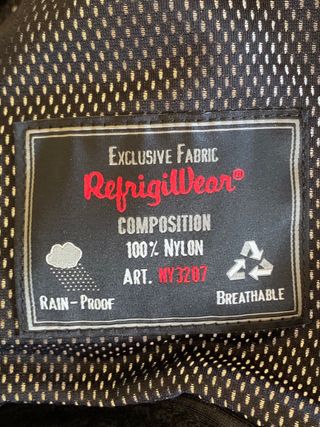 Exclusive Fabric
RefrigiWear®
COMPOSITION
100% Nylon
Art. NY3207
Rain-Proof
Breathable